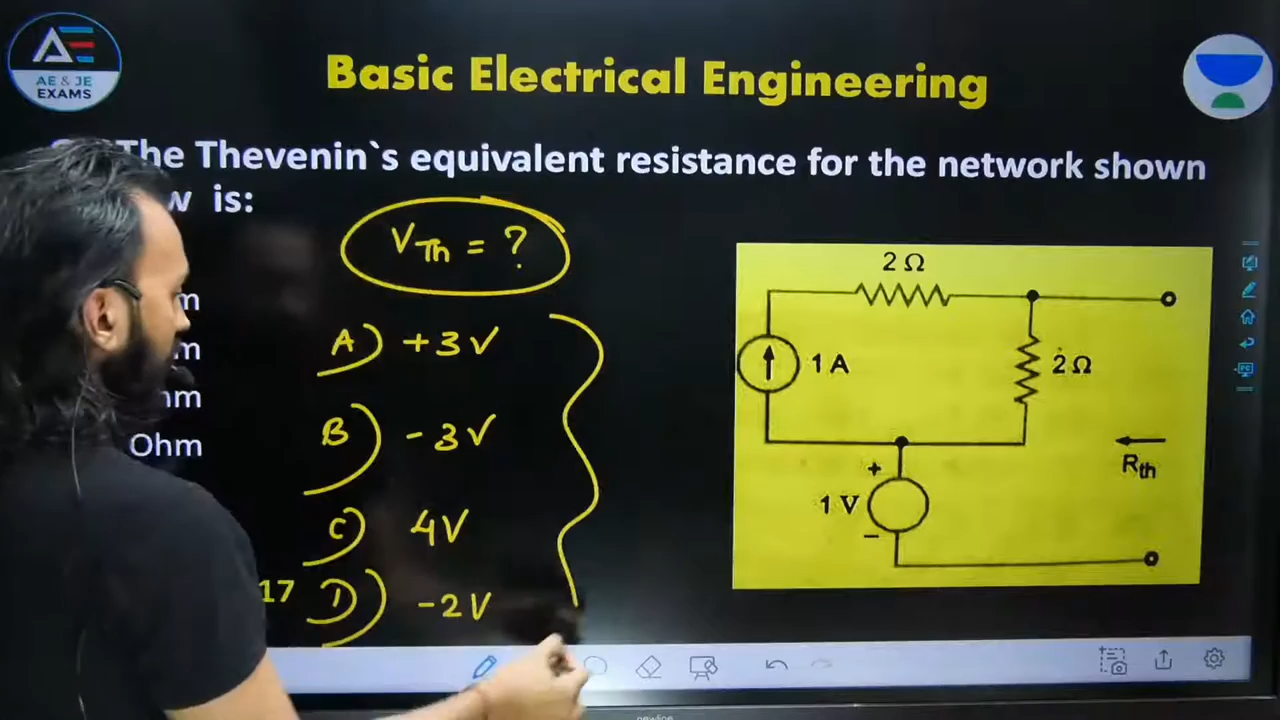 AE
AE & JE
EXAMS
Basic Electrical Engineering
The Thevenin`s equivalent resistance for the network shown
is:
VTh = ?
A) +3V
B) -3V
C) 4V
D) -2V
Ohm
17
2 Ω
1 A
2 Ω
Rth
+
1 V
−